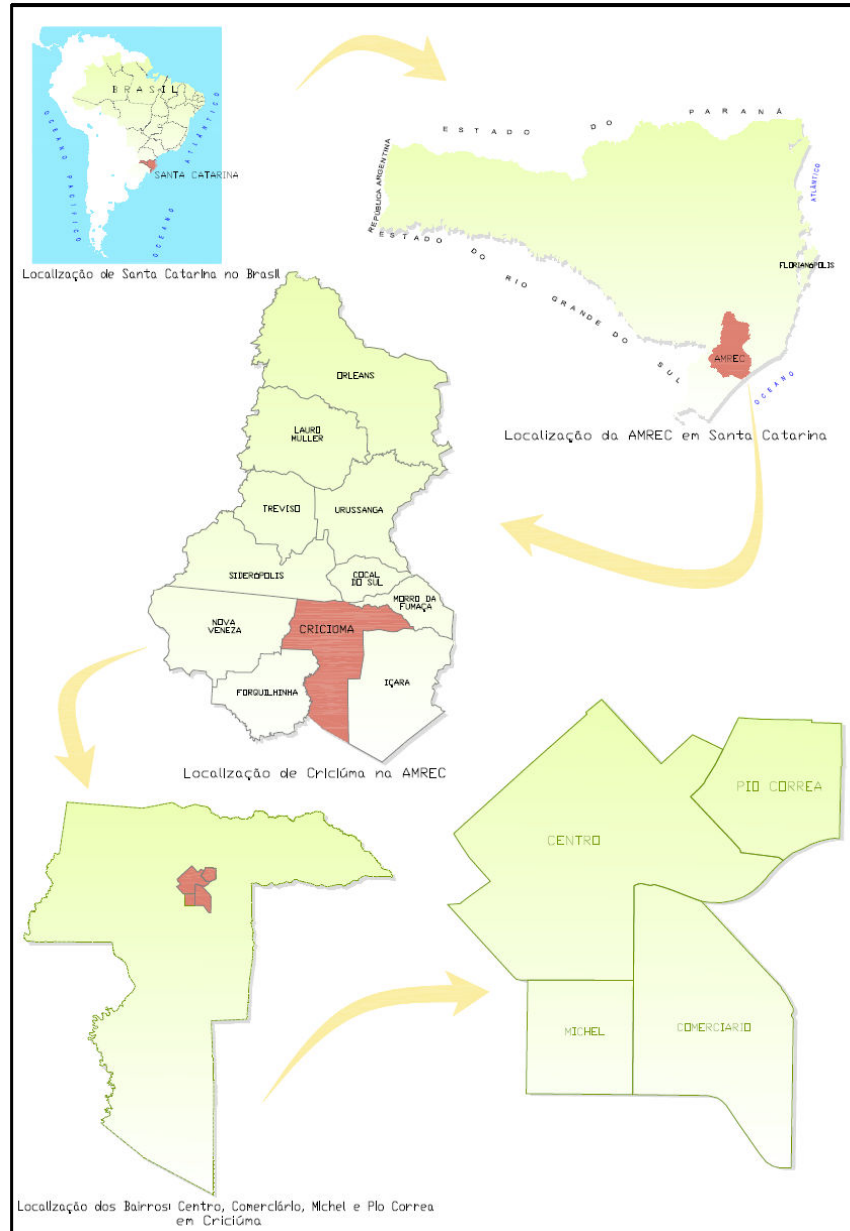 BRASIL
OCEANO PACIFICO
OCEANO ATLÂNTICO
SANTA CATARINA
Localização de Santa Catarina no Brasil
ESTADO DO PARANÁ
REPÚBLICA ARGENTINA
ATLÂNTICO
ESTADO DO RIO GRANDE DO SUL
FLORIANÓPOLIS
AMREC
OCEANO
Localização da AMREC em Santa Catarina
ORLEANS
LAURO
MULLER
TREVISO
URUSSANGA
SIDERÓPOLIS
COCAL
DO SUL
MORRO DA
FUMAÇA
NOVA
VENEZA
CRICIÚMA
FORQUILHINHA
IÇARA
Localização de Criciúma na AMREC
PIO CORREA
CENTRO
MICHEL
COMERCIARIO
Localização dos Bairros: Centro, Comerciário, Michel e Pio Correa
em Criciúma